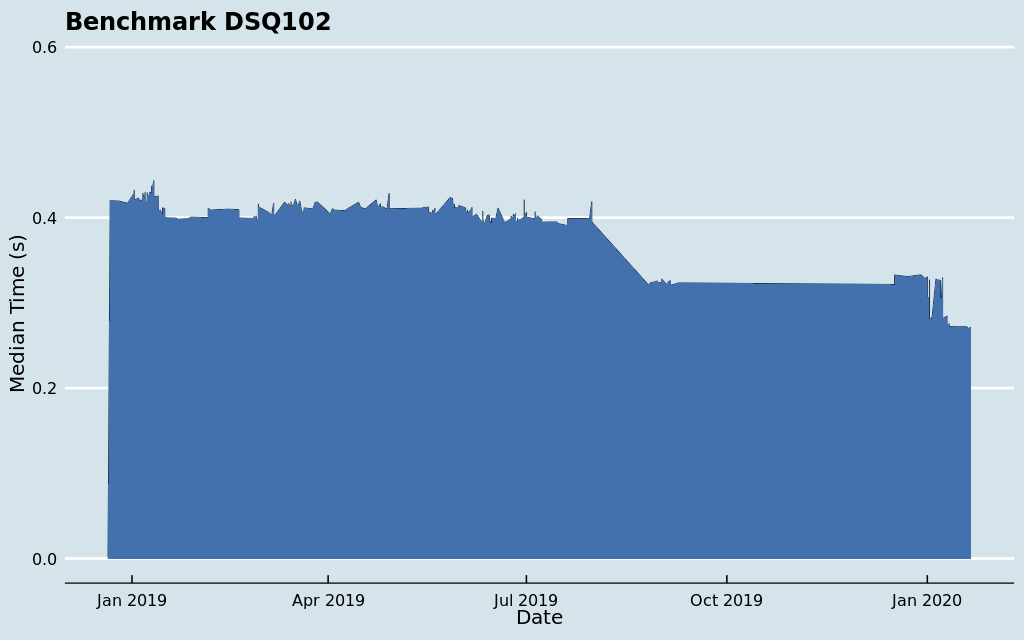 Benchmark DSQ102
0.6
0.4
0.2
0.0
Median Time (s)
Jan 2019
Apr 2019
Jul 2019
Oct 2019
Jan 2020
Date